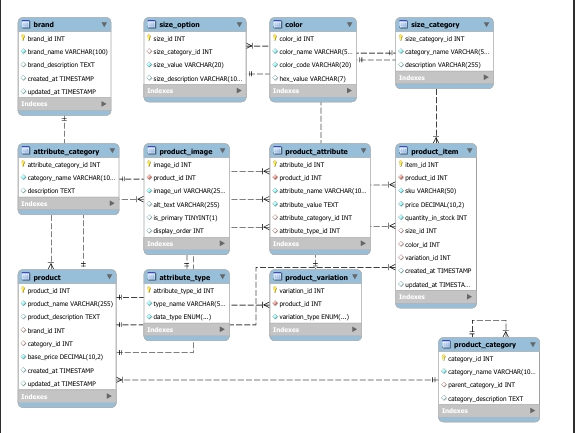 brand
brand_id INT
brand_name VARCHAR(100)
brand_description TEXT
created_at TIMESTAMP
updated_at TIMESTAMP
Indexes
size_option
size_id INT
size_category_id INT
size_value VARCHAR(20)
size_description VARCHAR(10...
Indexes
color
color_id INT
color_name VARCHAR(5...
color_code VARCHAR(20)
hex_value VARCHAR(7)
Indexes
size_category
size_category_id INT
category_name VARCHAR(5...
description VARCHAR(255)
Indexes
attribute_category
attribute_category_id INT
category_name VARCHAR(10...
description TEXT
Indexes
product_image
image_id INT
product_id INT
image_url VARCHAR(25...
alt_text VARCHAR(255)
is_primary TINYINT(1)
display_order INT
Indexes
product_attribute
attribute_id INT
product_id INT
attribute_name VARCHAR(10...
attribute_value TEXT
attribute_category_id INT
attribute_type_id INT
Indexes
product_item
item_id INT
product_id INT
sku VARCHAR(50)
price DECIMAL(10,2)
quantity_in_stock INT
size_id INT
color_id INT
variation_id INT
created_at TIMESTAMP
updated_at TIMESTA...
Indexes
product
product_id INT
product_name VARCHAR(255)
product_description TEXT
brand_id INT
category_id INT
base_price DECIMAL(10,2)
created_at TIMESTAMP
updated_at TIMESTAMP
Indexes
attribute_type
attribute_type_id INT
type_name VARCHAR(5...
data_type ENUM(...)
Indexes
product_variation
variation_id INT
product_id INT
variation_type ENUM(...)
Indexes
product_category
category_id INT
category_name VARCHAR(10...
parent_category_id INT
category_description TEXT
Indexes